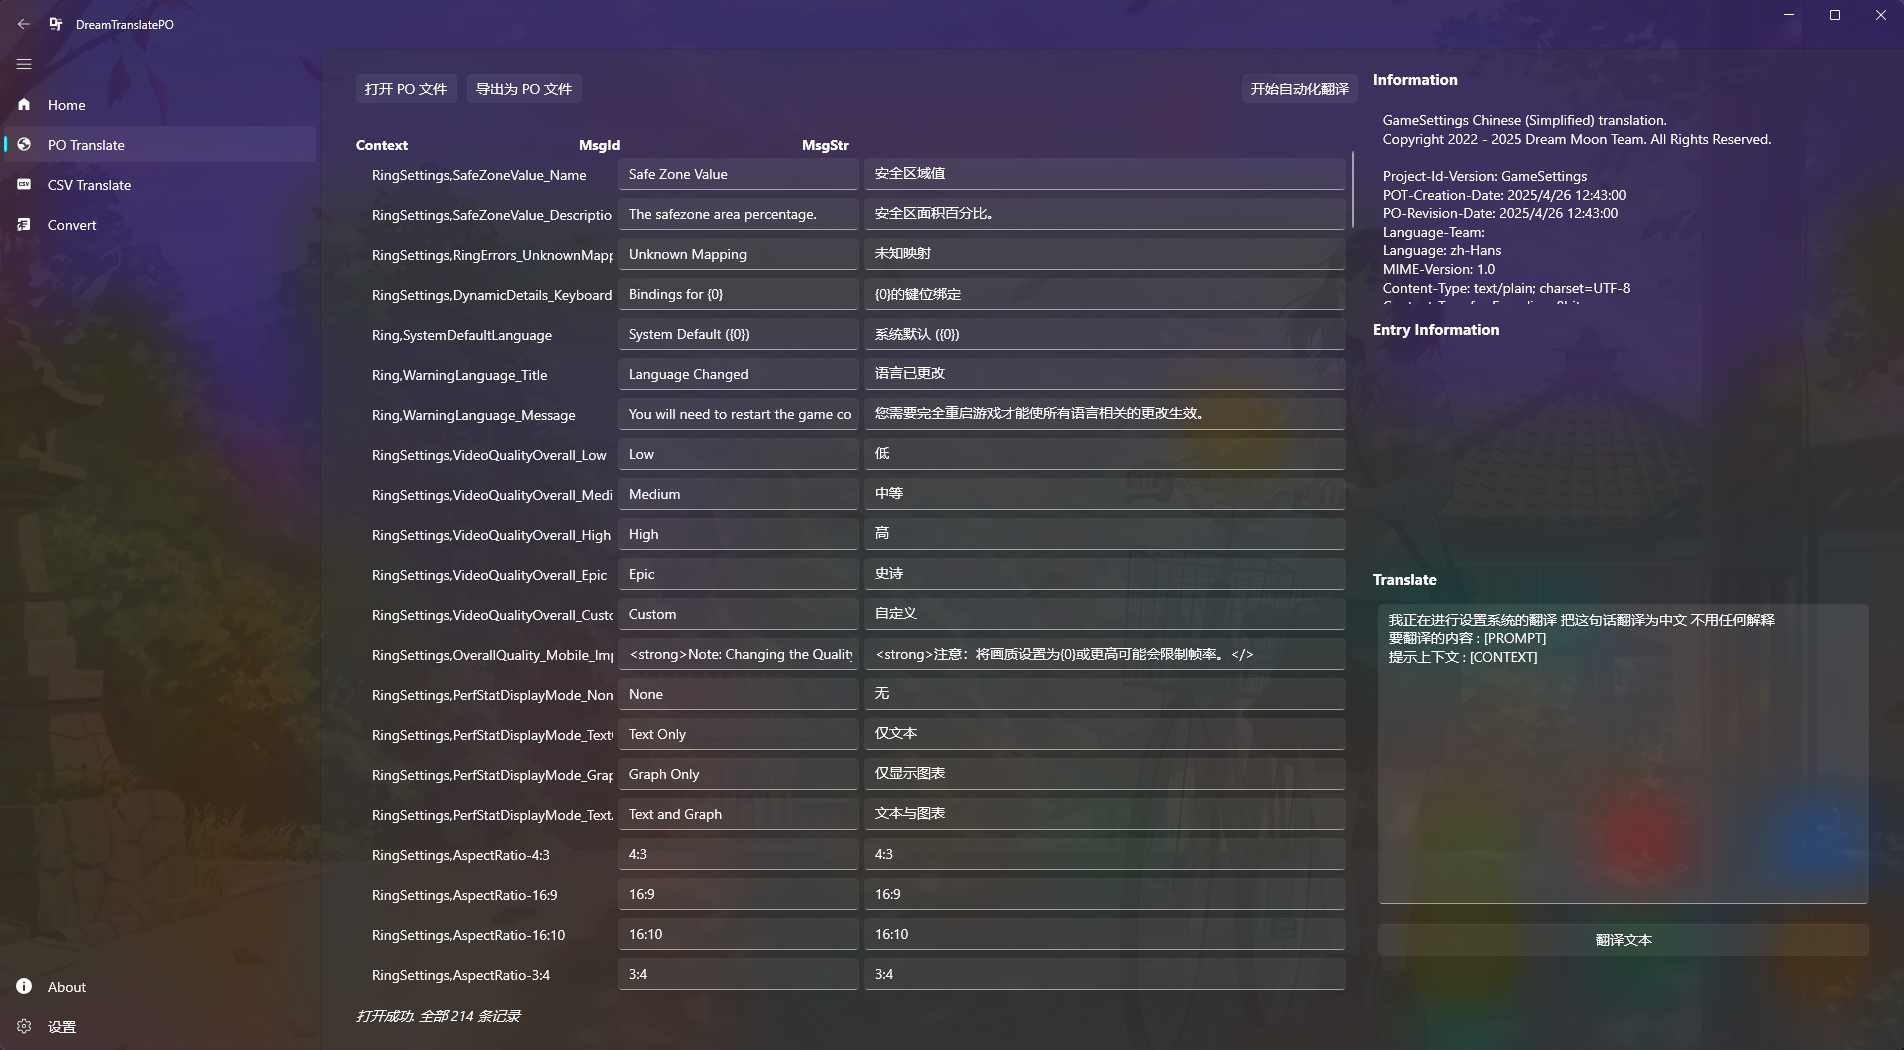 DreamTranslatePO
Home
PO Translate
CSV Translate
Convert
About
设置
打开 PO 文件
导出为 PO 文件
开始自动化翻译
Context MsgId MsgStr
RingSettings,SafeZoneValue_Name Safe Zone Value 安全区域值
RingSettings,SafeZoneValue_Descriptio The safezone area percentage. 安全区面积百分比。
RingSettings,RingErrors_UnknownMapp Unknown Mapping 未知映射
RingSettings,DynamicDetails_Keyboard Bindings for {0} {0}的键位绑定
Ring,SystemDefaultLanguage System Default ({0}) 系统默认 ({0})
Ring,WarningLanguage_Title Language Changed 语言已更改
Ring,WarningLanguage_Message You will need to restart the game co 您需要完全重启游戏才能使所有语言相关的更改生效。
RingSettings,VideoQualityOverall_Low Low 低
RingSettings,VideoQualityOverall_Medi Medium 中等
RingSettings,VideoQualityOverall_High High 高
RingSettings,VideoQualityOverall_Epic Epic 史诗
RingSettings,VideoQualityOverall_Custo Custom 自定义
RingSettings,OverallQuality_Mobile_Imp <strong>Note: Changing the Quality <strong>注意：将画质设置为{0}或更高可能会限制帧率。</>
RingSettings,PerfStatDisplayMode_Non None 无
RingSettings,PerfStatDisplayMode_Text Text Only 仅文本
RingSettings,PerfStatDisplayMode_Grap Graph Only 仅显示图表
RingSettings,PerfStatDisplayMode_Text Text and Graph 文本与图表
RingSettings,AspectRatio-4:3 4:3 4:3
RingSettings,AspectRatio-16:9 16:9 16:9
RingSettings,AspectRatio-16:10 16:10 16:10
RingSettings,AspectRatio-3:4 3:4 3:4
打开成功. 全部 214 条记录
Information
GameSettings Chinese (Simplified) translation.
Copyright 2022 - 2025 Dream Moon Team. All Rights Reserved.
Project-Id-Version: GameSettings
POT-Creation-Date: 2025/4/26 12:43:00
PO-Revision-Date: 2025/4/26 12:43:00
Language-Team:
Language: zh-Hans
MIME-Version: 1.0
Content-Type: text/plain; charset=UTF-8
Entry Information
Translate
我正在进行设置系统的翻译 把这句话翻译为中文 不用任何解释
要翻译的内容 : [PROMPT]
提示上下文 : [CONTEXT]
翻译文本